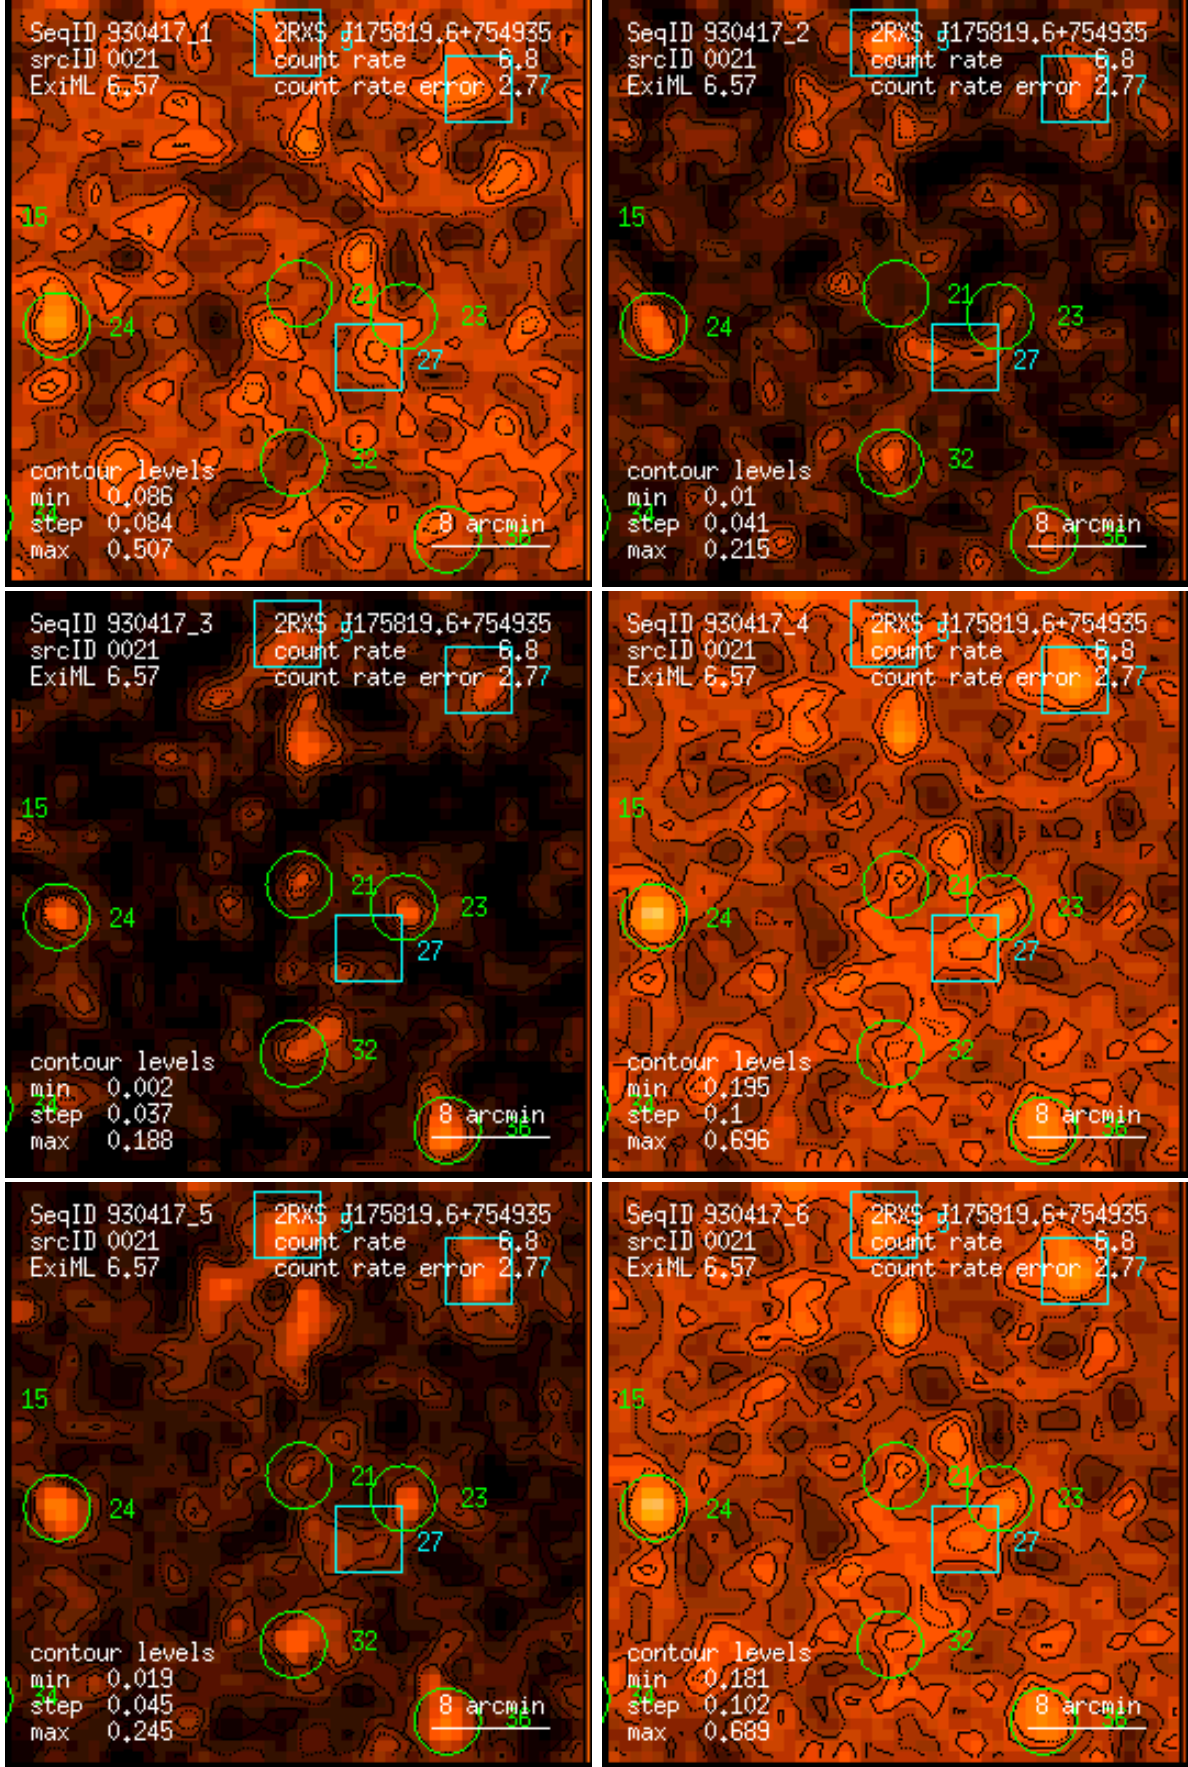 SeqID 930417_1 2RXS J175819.6+754935
srcID 0021 count rate 6.8
ExiML 6.57 count rate error 2.77
15
21
23
24
27
32
contour levels
min 0.086
step 0.084
max 0.507
8 arcmin
36
SeqID 930417_2 2RXS J175819.6+754935
srcID 0021 count rate 6.8
ExiML 6.57 count rate error 2.77
15
21
23
24
27
32
contour levels
min 0.01
step 0.041
max 0.215
8 arcmin
36
SeqID 930417_3 2RXS J175819.6+754935
srcID 0021 count rate 6.8
ExiML 6.57 count rate error 2.77
15
21
23
24
27
32
contour levels
min 0.002
step 0.037
max 0.188
8 arcmin
36
SeqID 930417_4 2RXS J175819.6+754935
srcID 0021 count rate 6.8
ExiML 6.57 count rate error 2.77
15
21
23
24
27
32
contour levels
min 0.195
step 0.1
max 0.696
8 arcmin
36
SeqID 930417_5 2RXS J175819.6+754935
srcID 0021 count rate 6.8
ExiML 6.57 count rate error 2.77
15
21
23
24
27
32
contour levels
min 0.019
step 0.045
max 0.245
8 arcmin
36
SeqID 930417_6 2RXS J175819.6+754935
srcID 0021 count rate 6.8
ExiML 6.57 count rate error 2.77
15
21
23
24
27
32
contour levels
min 0.181
step 0.102
max 0.689
8 arcmin
36